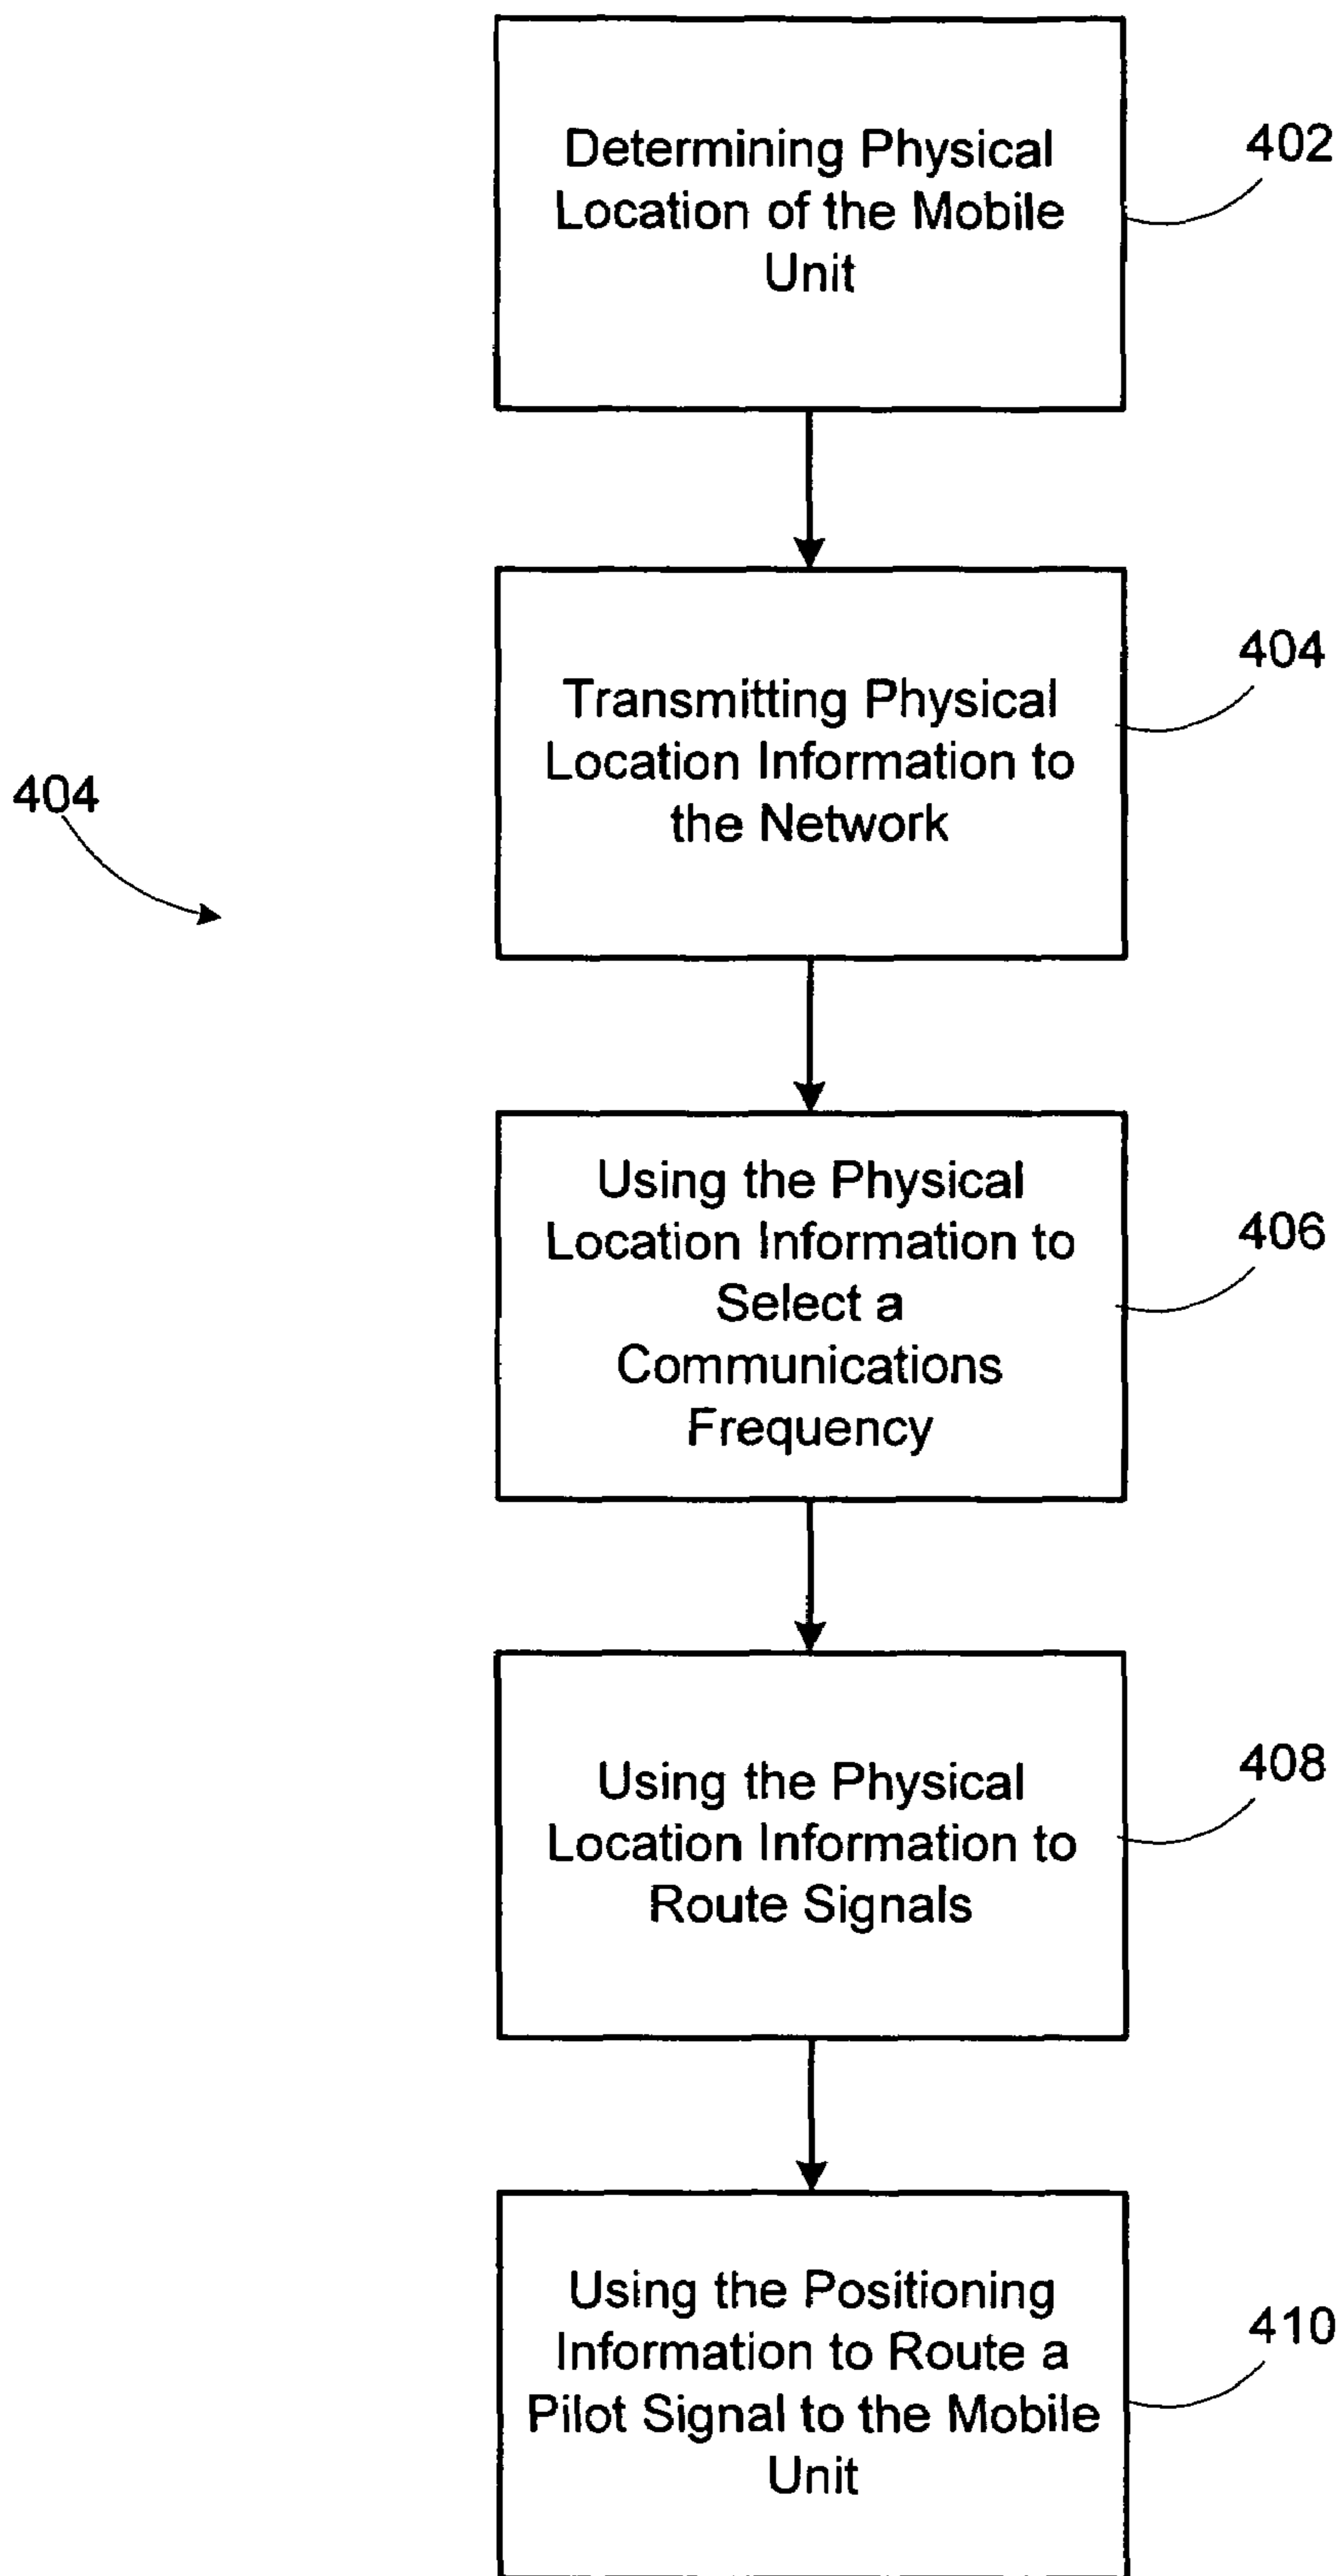 Determining Physical
Location of the Mobile
Unit
402
Transmitting Physical
Location Information to
the Network
404
404
Using the Physical
Location Information to
Select a
Communications
Frequency
406
Using the Physical
Location Information to
Route Signals
408
Using the Positioning
Information to Route a
Pilot Signal to the Mobile
Unit
410